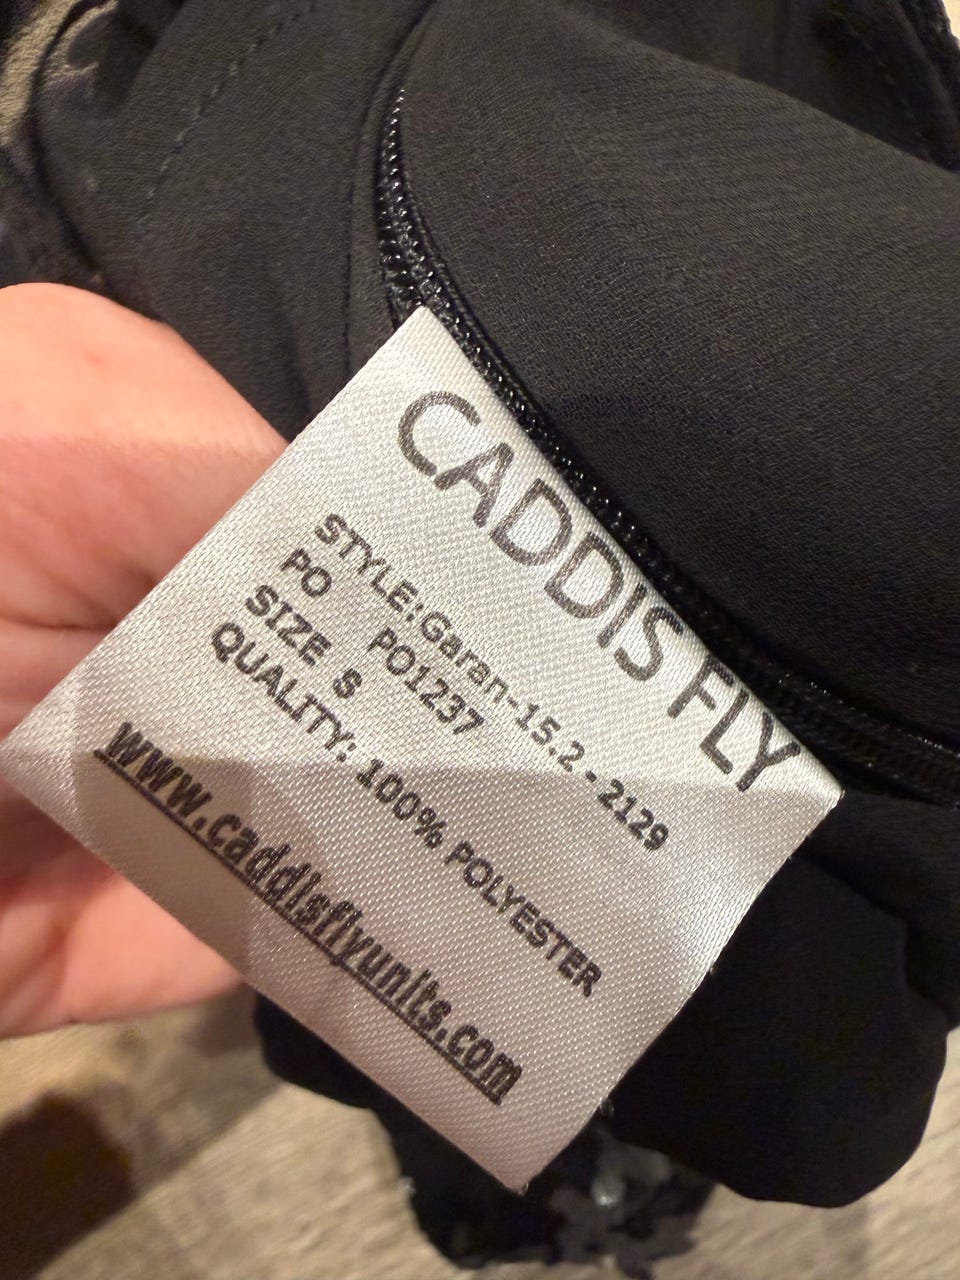 CADDIS FLY
STYLE:Garan-15.2 - 2129
PO PO1237
SIZE S
QUALITY: 100% POLYESTER
www.caddisflyunits.com